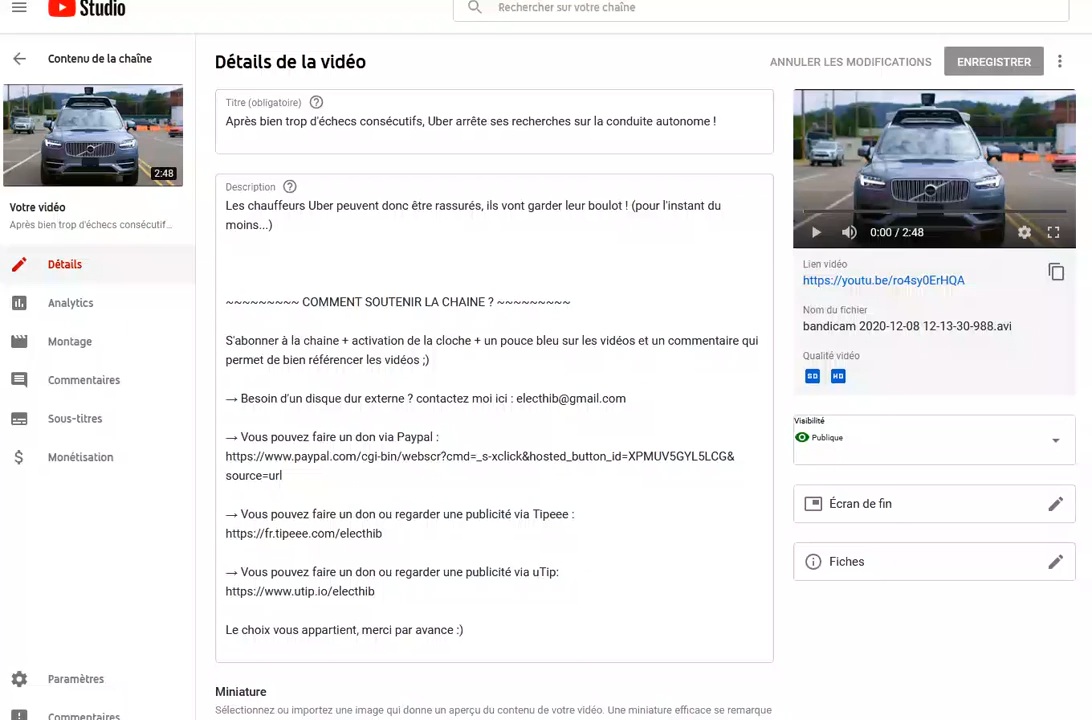 Studio
Rechercher sur votre chaîne
Contenu de la chaîne
2:48
Votre vidéo
Après bien trop d'échecs consécutif...
Détails
Analytics
Montage
Commentaires
Sous-titres
Monétisation
Paramètres
Commentaires
Détails de la vidéo
ANNULER LES MODIFICATIONS
ENREGISTRER
Titre (obligatoire)
Après bien trop d'échecs consécutifs, Uber arrête ses recherches sur la conduite autonome !
Description
Les chauffeurs Uber peuvent donc être rassurés, ils vont garder leur boulot ! (pour l'instant du
moins...)
~~~~~~~~~ COMMENT SOUTENIR LA CHAINE ? ~~~~~~~~~
S'abonner à la chaine + activation de la cloche + un pouce bleu sur les vidéos et un commentaire qui
permet de bien référencer les vidéos ;)
→ Besoin d'un disque dur externe ? contactez moi ici : electhib@gmail.com
→ Vous pouvez faire un don via Paypal :
https://www.paypal.com/cgi-bin/webscr?cmd=_s-xclick&hosted_button_id=XPMUV5GYL5LCG&
source=url
→ Vous pouvez faire un don ou regarder une publicité via Tipeee :
https://fr.tipeee.com/electhib
→ Vous pouvez faire un don ou regarder une publicité via uTip:
https://www.utip.io/electhib
Le choix vous appartient, merci par avance :)
Miniature
Sélectionnez ou importez une image qui donne un aperçu du contenu de votre vidéo. Une miniature efficace se remarque
0:00 / 2:48
Lien vidéo
https://youtu.be/ro4sy0ErHQA
Nom du fichier
bandicam 2020-12-08 12-13-30-988.avi
Qualité vidéo
SD HD
Visibilité
Publique
Écran de fin
Fiches